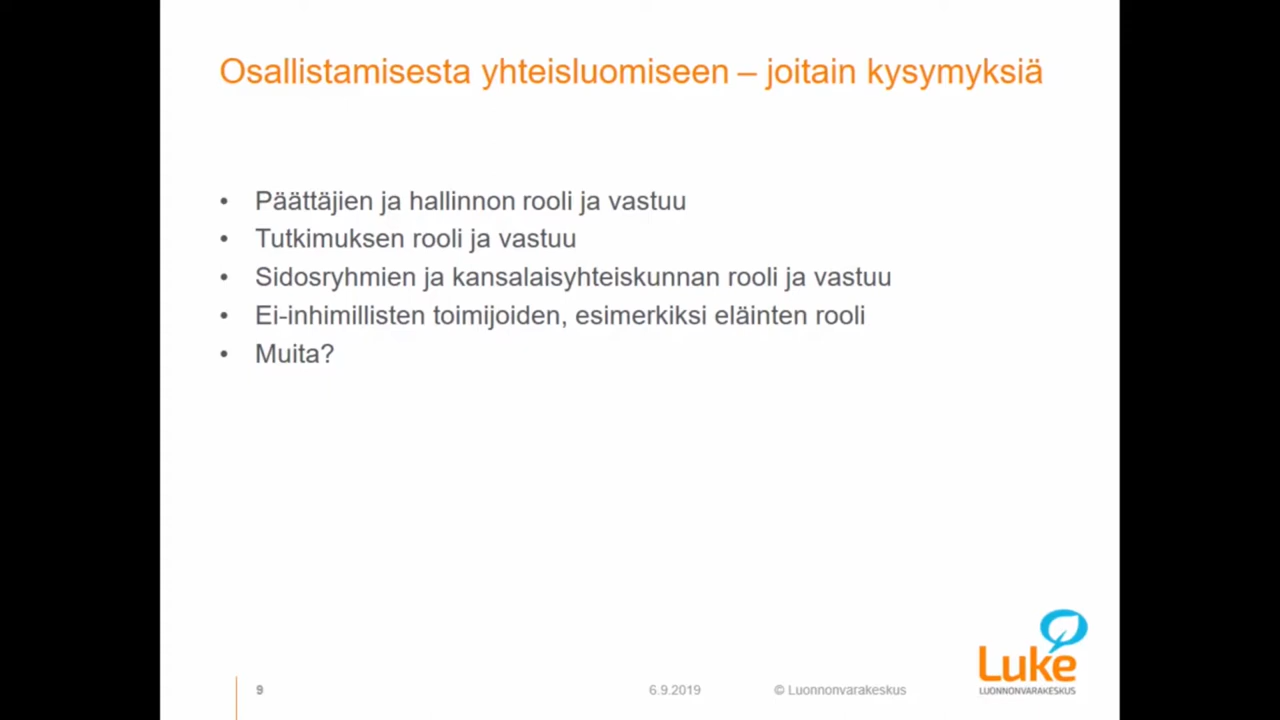 Osallistamisesta yhteisluomiseen – joitain kysymyksiä
• Päättäjien ja hallinnon rooli ja vastuu
• Tutkimuksen rooli ja vastuu
• Sidosryhmien ja kansalaisyhteiskunnan rooli ja vastuu
• Ei-inhimillisten toimijoiden, esimerkiksi eläinten rooli
• Muita?
Luke
LUONNONVARAKESKUS
9 6.9.2019 © Luonnonvarakeskus